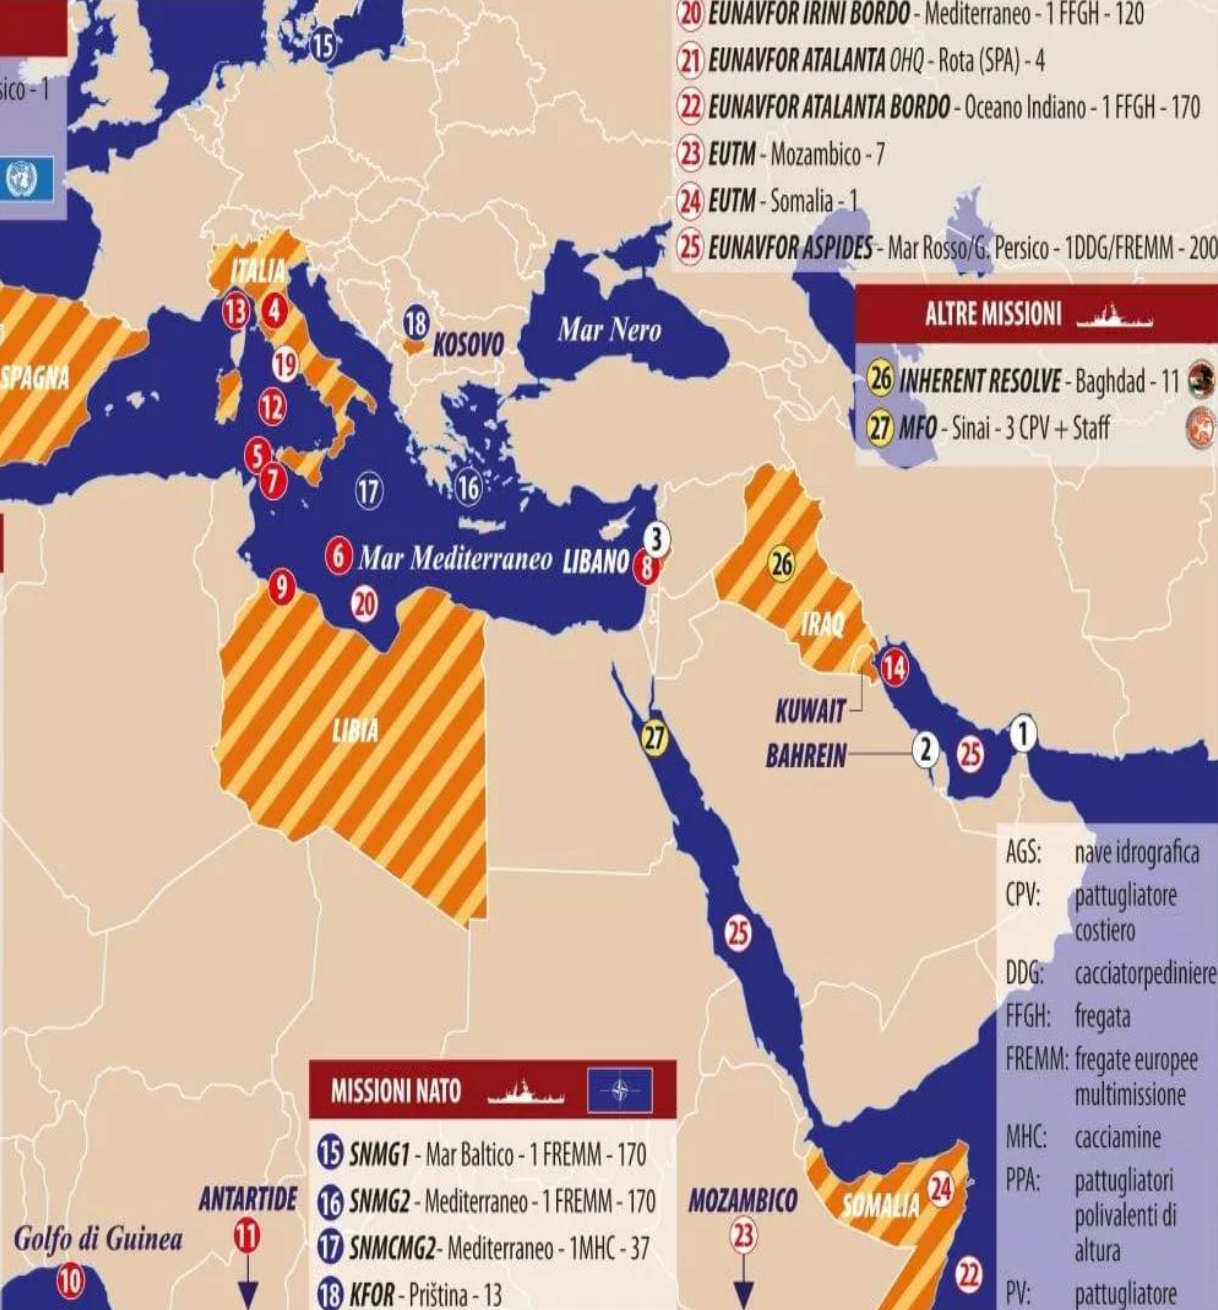 sico - 1
20 EUNAVFOR IRINI BORDO - Mediterraneo - 1 FFGH - 120
21 EUNAVFOR ATALANTA OHQ - Rota (SPA) - 4
22 EUNAVFOR ATALANTA BORDO - Oceano Indiano - 1 FFGH - 170
23 EUTM - Mozambico - 7
24 EUTM - Somalia - 1
25 EUNAVFOR ASPIDES - Mar Rosso/G. Persico - 1DDG/FREMM - 200
ALTRE MISSIONI
26 INHERENT RESOLVE - Baghdad - 11
27 MFO - Sinai - 3 CPV + Staff
15
ITALIA
13
4
18
KOSOVO
Mar Nero
SPAGNA
19
12
5
7
17
16
6
Mar Mediterraneo
LIBANO
3
8
9
20
26
IRAQ
14
KUWAIT
BAHREIN
2
25
1
LIBIA
27
25
AGS: nave idrografica
CPV: pattugliatore
costiero
DDG: cacciatorpediniere
FFGH: fregata
FREMM: fregate europee
multimissione
MHC: cacciamine
PPA: pattugliatori
polivalenti di
altura
PV: pattugliatore
MISSIONI NATO
15 SNMG1 - Mar Baltico - 1 FREMM - 170
16 SNMG2 - Mediterraneo - 1 FREMM - 170
17 SNMCMG2- Mediterraneo - 1MHC - 37
18 KFOR - Priština - 13
ANTARTIDE
11
Golfo di Guinea
10
MOZAMBICO
23
SOMALIA
24
22